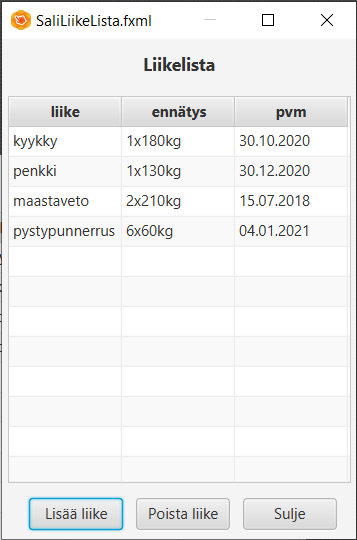 SaliLiikeLista.fxml
Liikelista
liike ennätys pvm
kyykky 1x180kg 30.10.2020
penkki 1x130kg 30.12.2020
maastaveto 2x210kg 15.07.2018
pystypunnerrus 6x60kg 04.01.2021
Lisää liike Poista liike Sulje